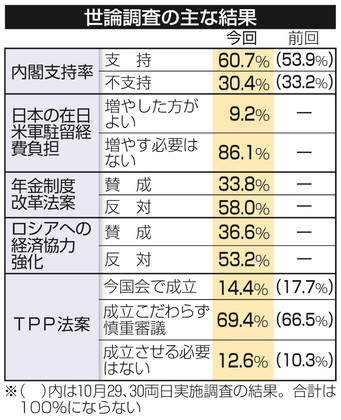 世論調査の主な結果
今回 前回
内閣支持率
支持 60.7% (53.9%)
不支持 30.4% (33.2%)
日本の在日
米軍駐留経
費負担
増やした方が
よい
9.2% —
増やす必要は
ない
86.1% —
年金制度
改革法案
賛成 33.8% —
反対 58.0% —
ロシアへの
経済協力
強化
賛成 36.6% —
反対 53.2% —
TPP法案
今国会で成立 14.4% (17.7%)
成立こだわらず
慎重審議
69.4% (66.5%)
成立させる必要
はない
12.6% (10.3%)
※( )内は10月29、30両日実施調査の結果。合計は
100%にならない